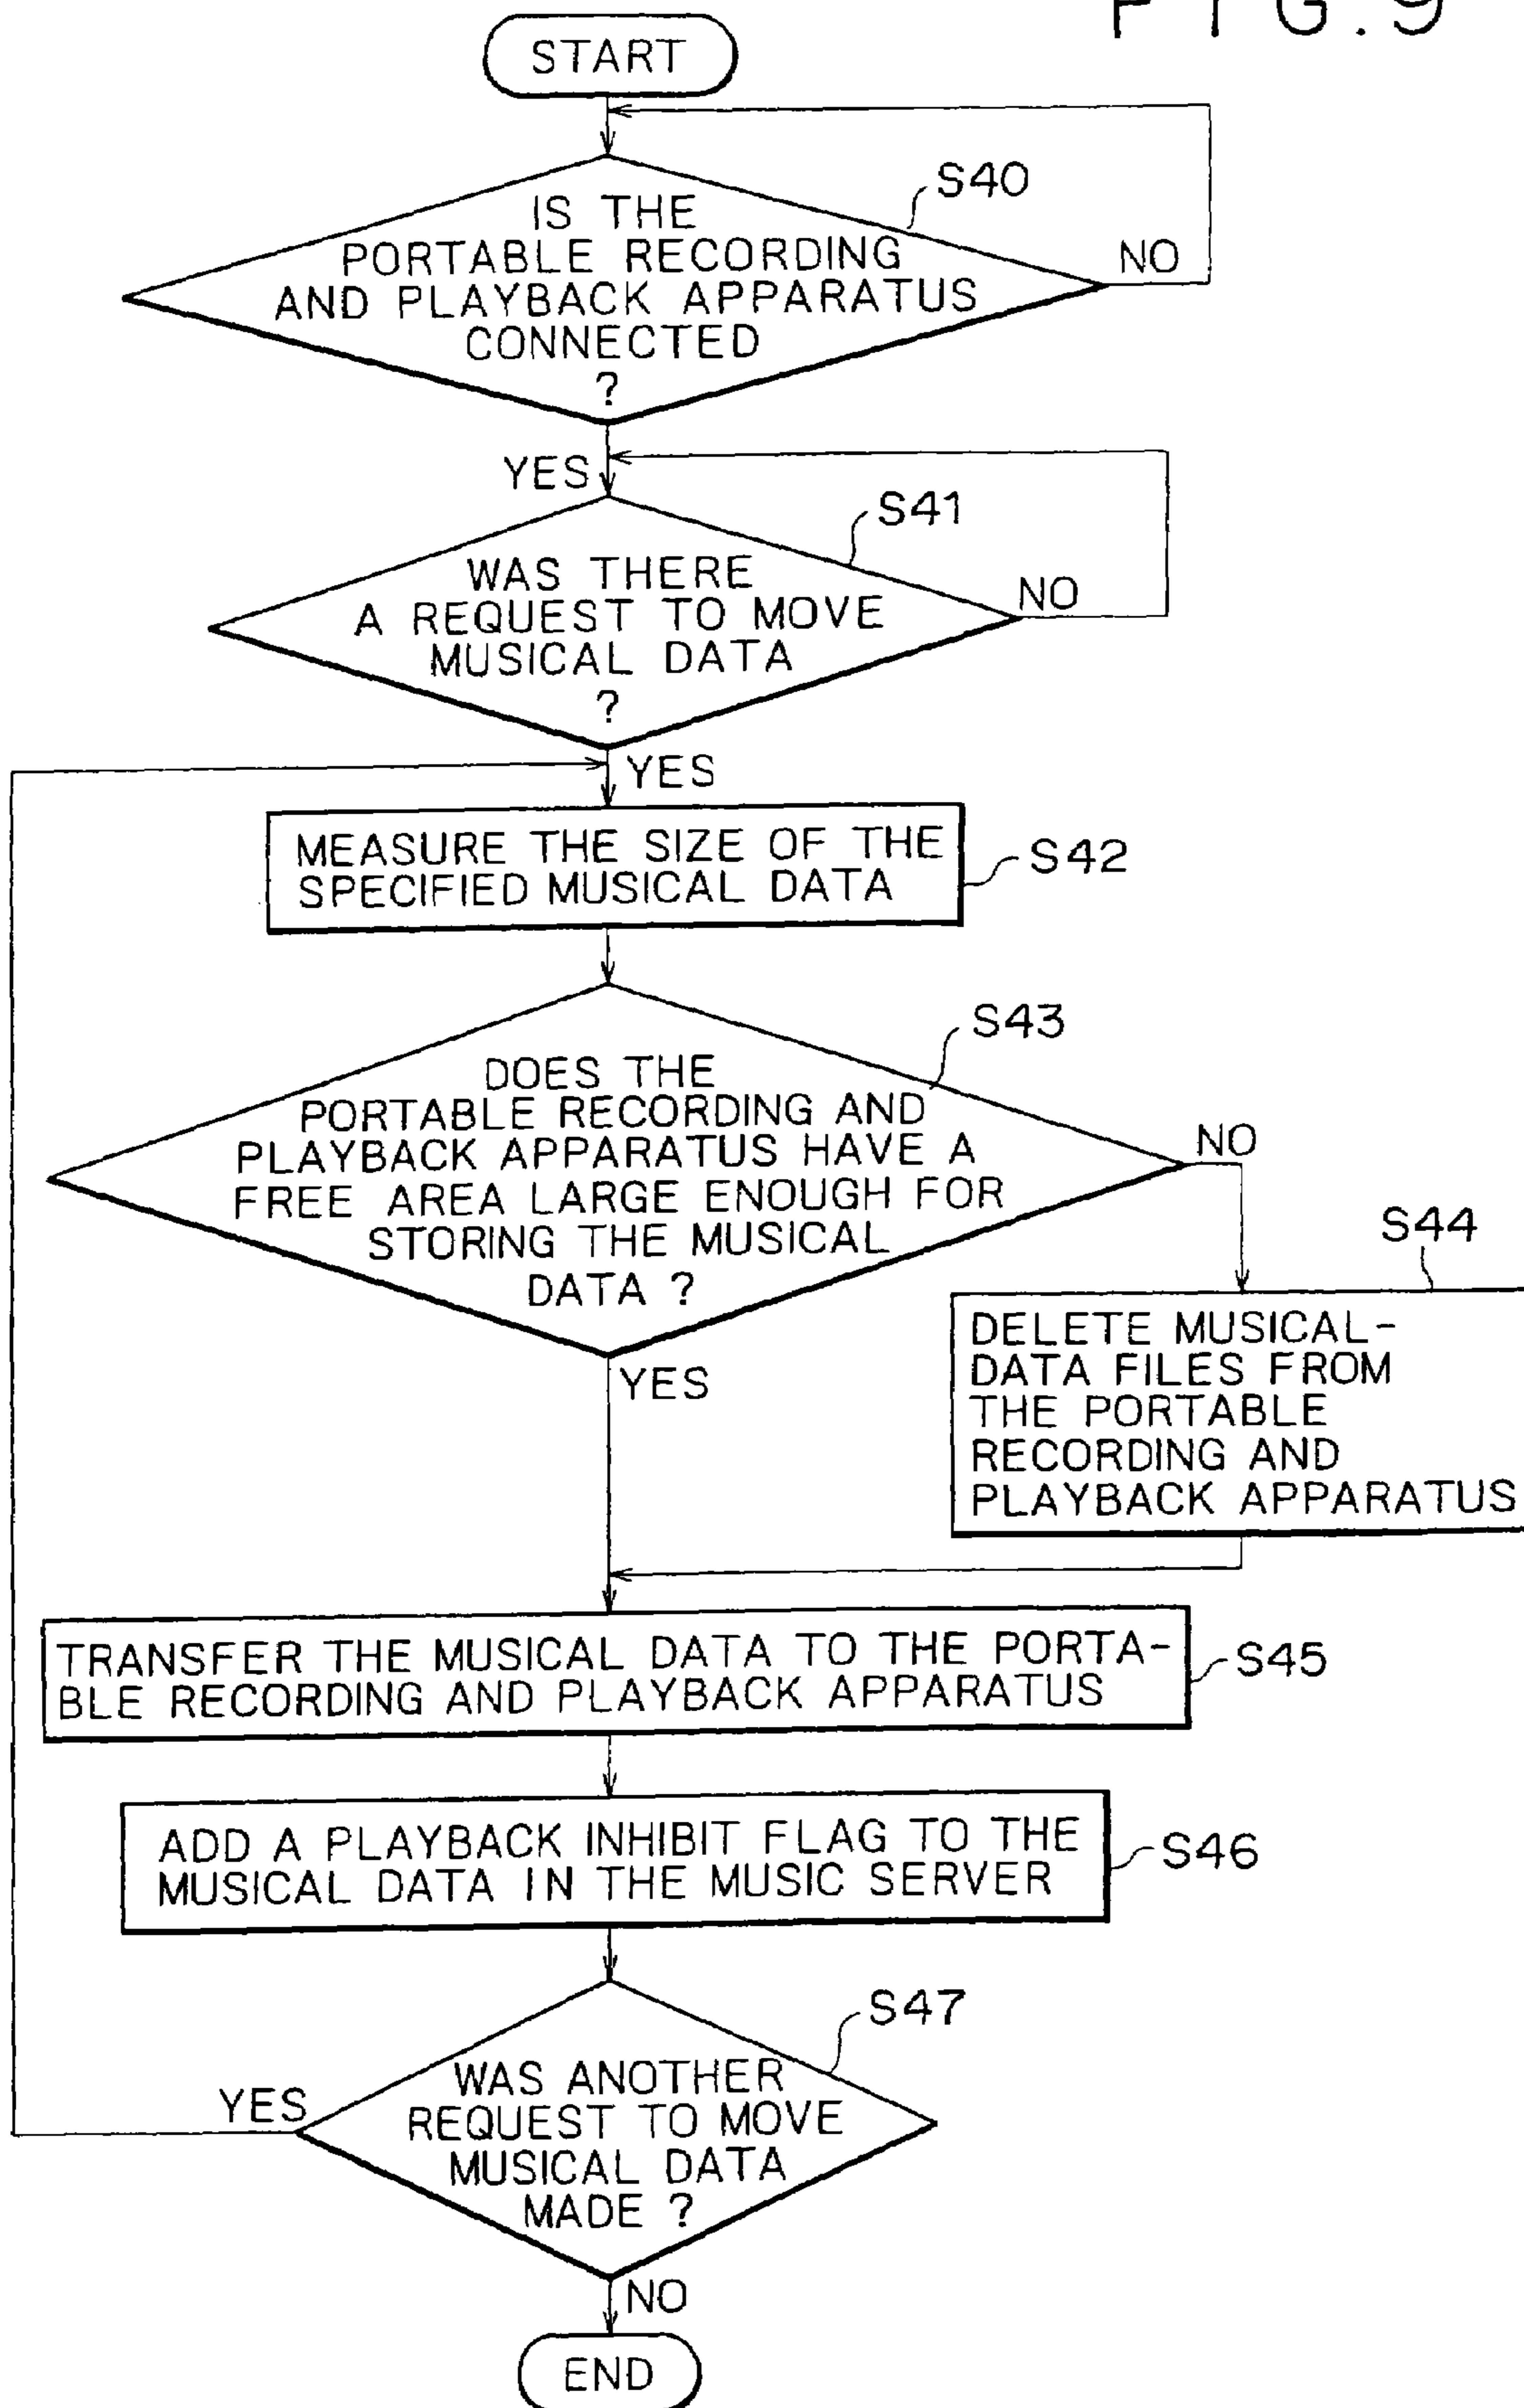 FIG.9
START
S40
IS THE
PORTABLE RECORDING
AND PLAYBACK APPARATUS
CONNECTED
?
NO
YES
S41
WAS THERE
A REQUEST TO MOVE
MUSICAL DATA
?
NO
YES
MEASURE THE SIZE OF THE
SPECIFIED MUSICAL DATA
S42
S43
DOES THE
PORTABLE RECORDING AND
PLAYBACK APPARATUS HAVE A
FREE AREA LARGE ENOUGH FOR
STORING THE MUSICAL
DATA ?
NO
YES
S44
DELETE MUSICAL-
DATA FILES FROM
THE PORTABLE
RECORDING AND
PLAYBACK APPARATUS
TRANSFER THE MUSICAL DATA TO THE PORTA-
BLE RECORDING AND PLAYBACK APPARATUS
S45
ADD A PLAYBACK INHIBIT FLAG TO THE
MUSICAL DATA IN THE MUSIC SERVER
S46
S47
WAS ANOTHER
REQUEST TO MOVE
MUSICAL DATA
MADE ?
YES
NO
END